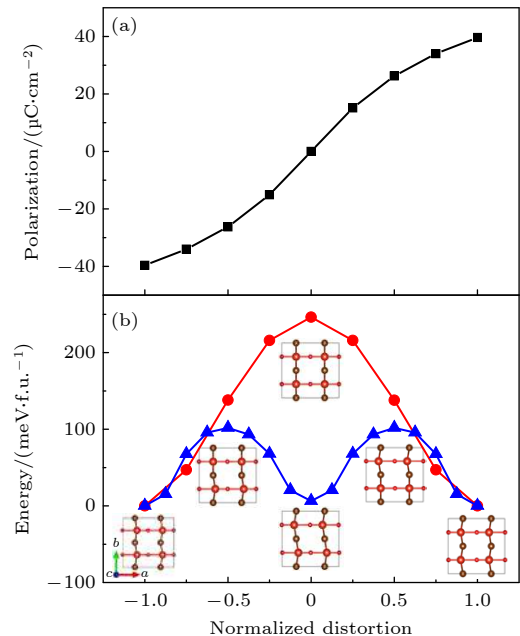 (a)
40
20
0
−20
−40
Polarization/(μC·cm⁻²)
(b)
200
100
0
−100
Energy/(meV·f.u.⁻¹)
b
c
a
−1.0 −0.5 0 0.5 1.0
Normalized distortion